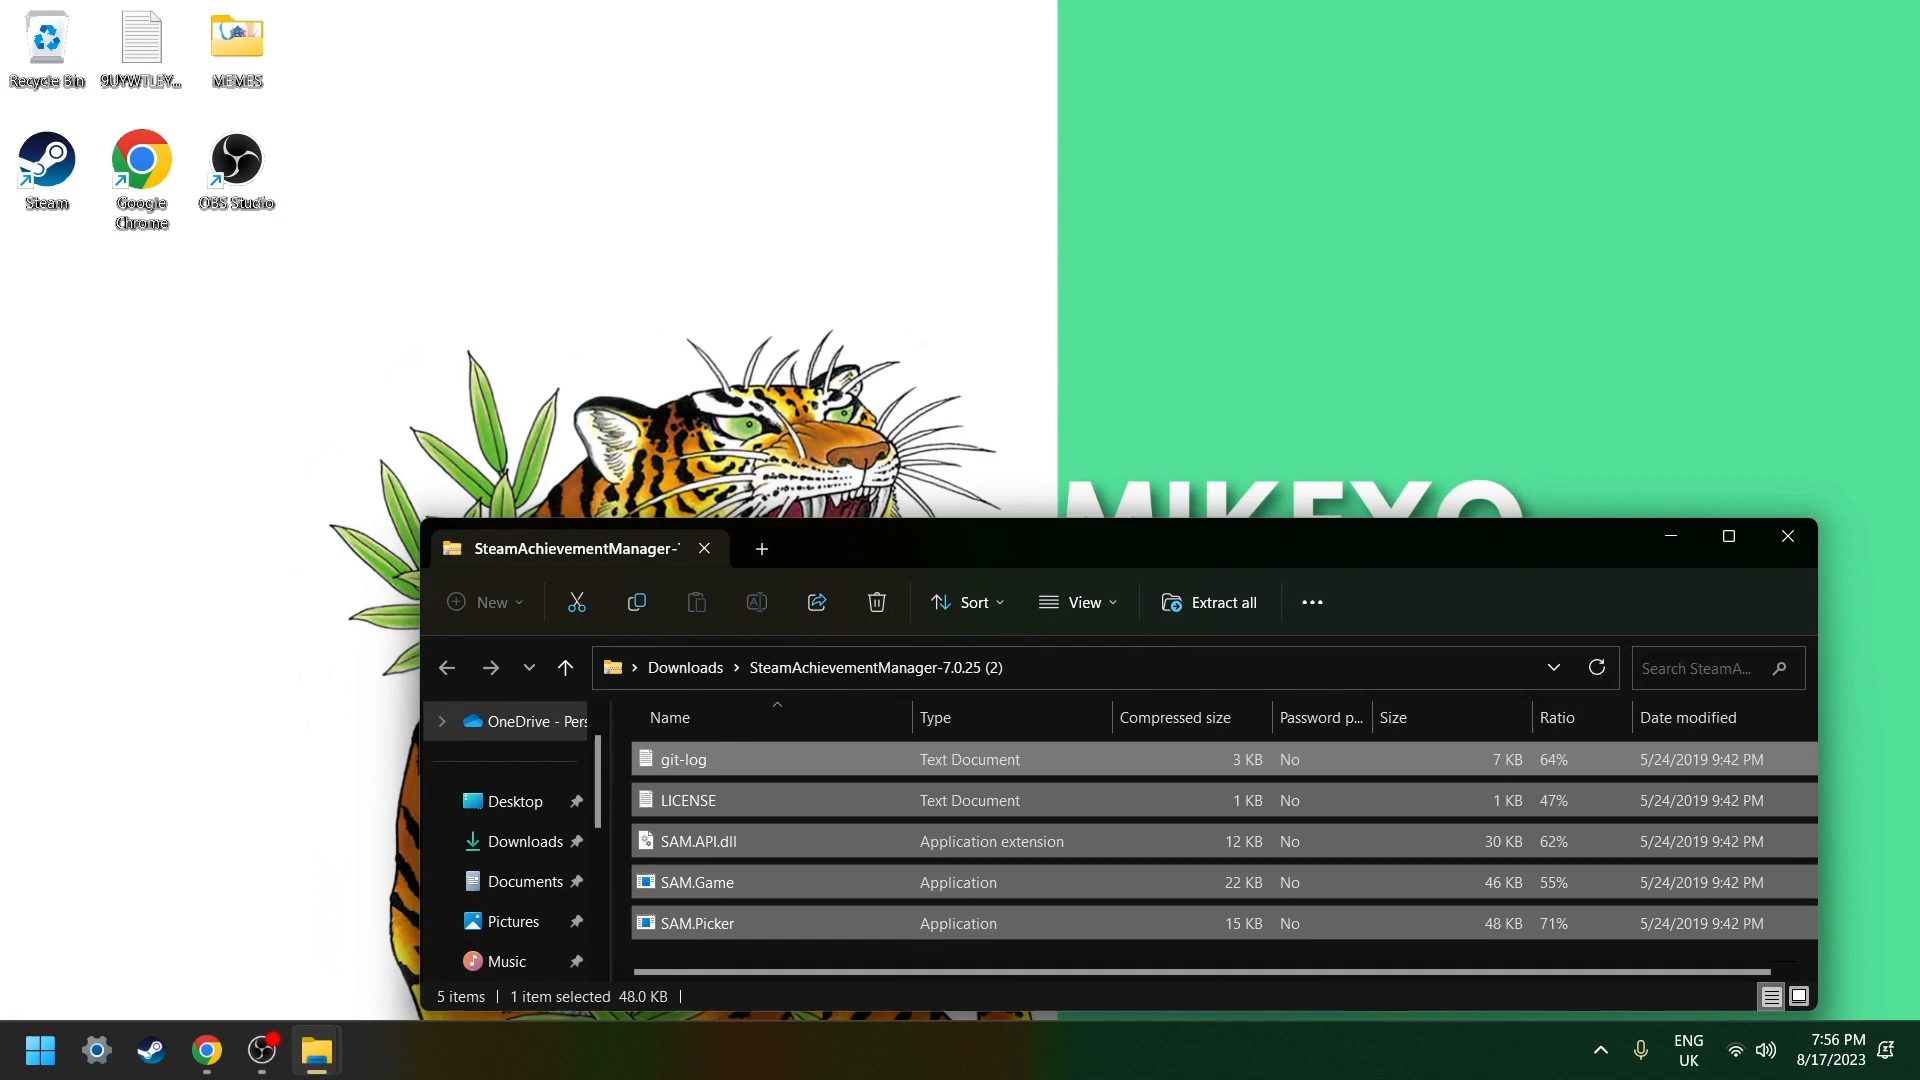 Recycle Bin
9UYWTLEY...
MEMES
Steam
Google
Chrome
OBS Studio
MIKEYO
SteamAchievementManager-7
New
Sort
View
Extract all
Downloads > SteamAchievementManager-7.0.25 (2)
Search SteamA...
OneDrive - Pers
Name Type Compressed size Password p... Size Ratio Date modified
git-log Text Document 3 KB No 7 KB 64% 5/24/2019 9:42 PM
LICENSE Text Document 1 KB No 1 KB 47% 5/24/2019 9:42 PM
SAM.API.dll Application extension 12 KB No 30 KB 62% 5/24/2019 9:42 PM
SAM.Game Application 22 KB No 46 KB 55% 5/24/2019 9:42 PM
SAM.Picker Application 15 KB No 48 KB 71% 5/24/2019 9:42 PM
Desktop
Downloads
Documents
Pictures
Music
5 items | 1 item selected 48.0 KB |
ENG
UK
7:56 PM
8/17/2023